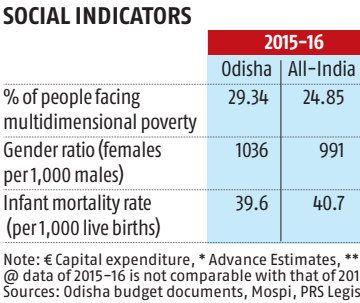 SOCIAL INDICATORS
2015-16
Odisha All-India
% of people facing
multidimensional poverty 29.34 24.85
Gender ratio (females
per 1,000 males) 1036 991
Infant mortality rate
(per 1,000 live births) 39.6 40.7
Note: € Capital expenditure, * Advance Estimates, **
@ data of 2015-16 is not comparable with that of 201
Sources: Odisha budget documents, Mospi, PRS Legis